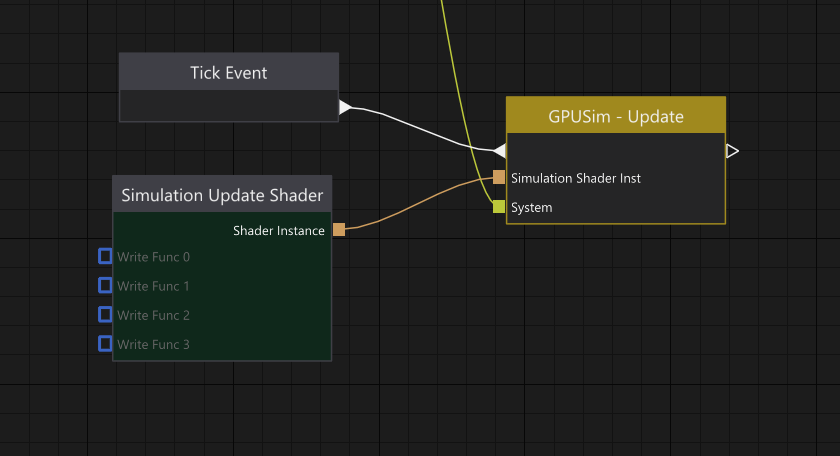 Tick Event
GPUSim - Update
Simulation Shader Inst
System
Simulation Update Shader
Shader Instance
Write Func 0
Write Func 1
Write Func 2
Write Func 3